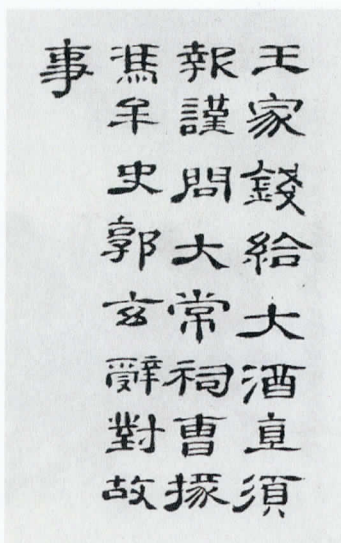 王家錢給大酒直須
報謹問大常祠曹掾
馮牟史郭玄辭對故
事